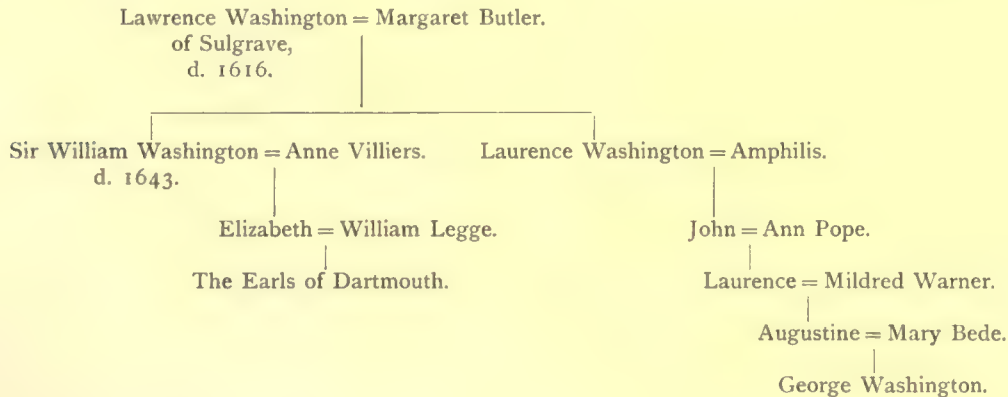 Lawrence Washington = Margaret Butler.
of Sulgrave,
d. 1616.
Sir William Washington = Anne Villiers. Laurence Washington = Amphilis.
d. 1643.
Elizabeth = William Legge. John = Ann Pope.
The Earls of Dartmouth. Laurence = Mildred Warner.
Augustine = Mary Bede.
George Washington.